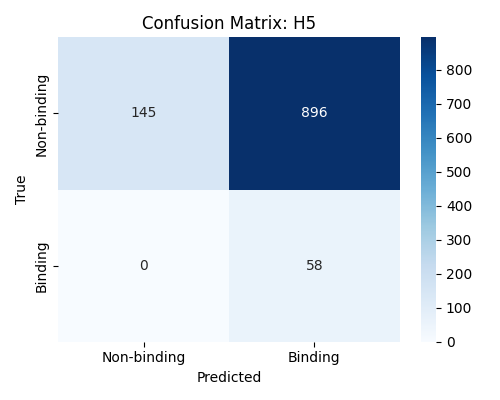 Confusion Matrix: H5
True
Non-binding
Binding
145
896
0
58
Non-binding
Binding
Predicted
800
700
600
500
400
300
200
100
0